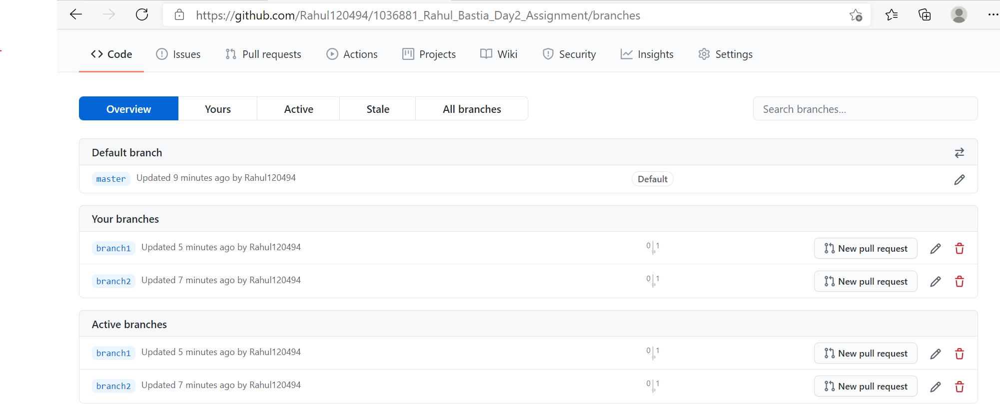 https://github.com/Rahul120494/1036881_Rahul_Bastia_Day2_Assignment/branches
Code Issues Pull requests Actions Projects Wiki Security Insights Settings
Overview Yours Active Stale All branches Search branches...
Default branch
master Updated 9 minutes ago by Rahul120494 Default
Your branches
branch1 Updated 5 minutes ago by Rahul120494 0 1 New pull request
branch2 Updated 7 minutes ago by Rahul120494 0 1 New pull request
Active branches
branch1 Updated 5 minutes ago by Rahul120494 0 1 New pull request
branch2 Updated 7 minutes ago by Rahul120494 0 1 New pull request